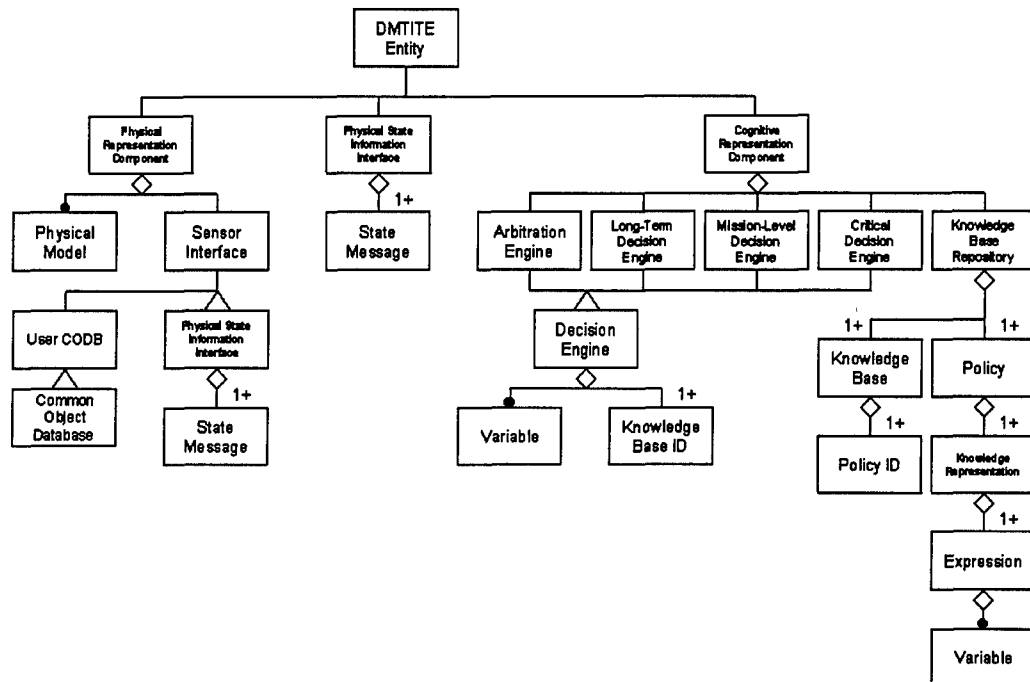 DMTITE
Entity
Physical
Representation
Component
Physical State
Information
Interface
Cognitive
Representation
Component
1+
Physical
Model
Sensor
Interface
State
Message
Arbitration
Engine
Long-Term
Decision
Engine
Mission-Level
Decision
Engine
Critical
Decision
Engine
Knowledge
Base
Repository
User CODB
Physical State
Information
Interface
Decision
Engine
1+
1+
Knowledge
Base
Policy
Common
Object
Database
1+
State
Message
Variable
1+
Knowledge
Base ID
1+
1+
Policy ID
Knowledge
Representation
1+
Expression
Variable